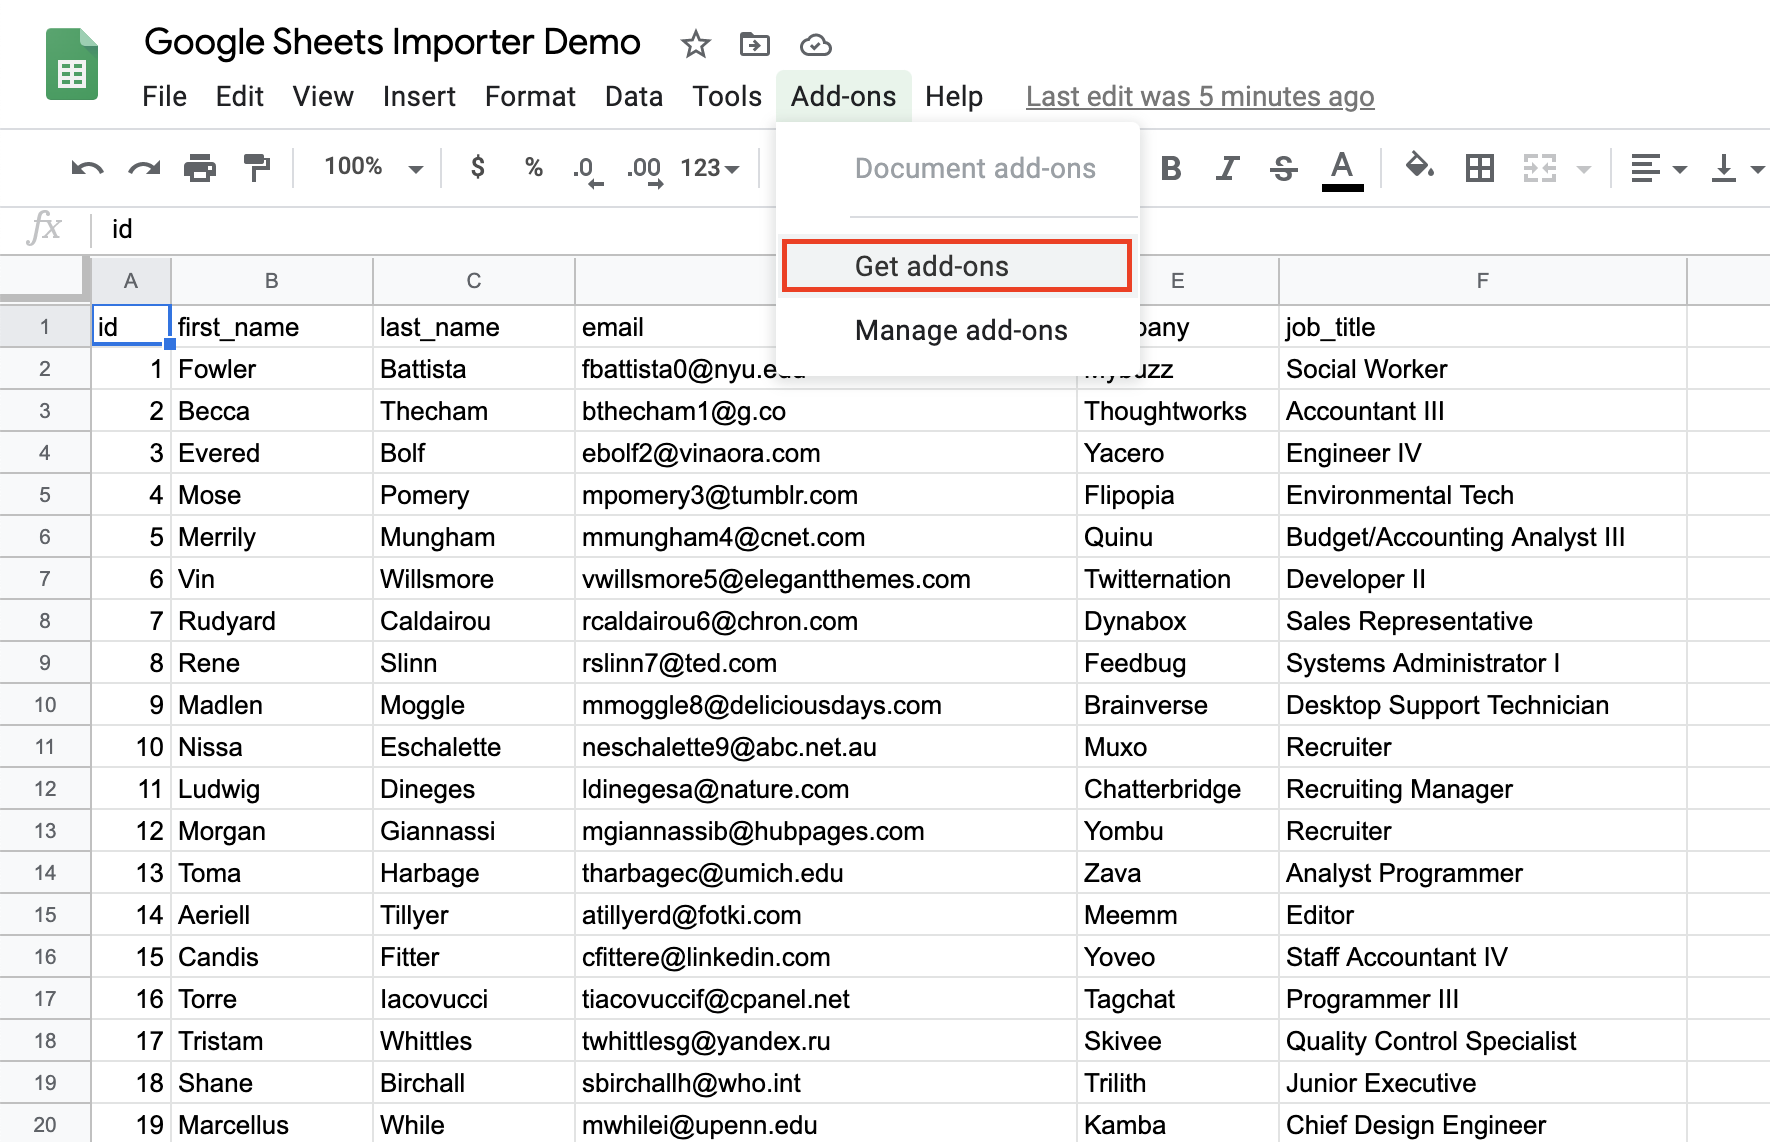 Google Sheets Importer Demo
File Edit View Insert Format Data Tools Add-ons Help Last edit was 5 minutes ago
100% $ % .0 .00 123 B I S A
Document add-ons
Get add-ons
Manage add-ons
fx id
A B C E F
1 id first_name last_name email job_title
2 1 Fowler Battista Social Worker
3 2 Becca Thecham bthecham1@g.co Thoughtworks Accountant III
4 3 Evered Bolf ebolf2@vinaora.com Yacero Engineer IV
5 4 Mose Pomery mpomery3@tumblr.com Flipopia Environmental Tech
6 5 Merrily Mungham mmungham4@cnet.com Quinu Budget/Accounting Analyst III
7 6 Vin Willsmore vwillsmore5@elegantthemes.com Twitternation Developer II
8 7 Rudyard Caldairou rcaldairou6@chron.com Dynabox Sales Representative
9 8 Rene Slinn rslinn7@ted.com Feedbug Systems Administrator I
10 9 Madlen Moggle mmoggle8@deliciousdays.com Brainverse Desktop Support Technician
11 10 Nissa Eschalette neschalette9@abc.net.au Muxo Recruiter
12 11 Ludwig Dineges ldinegesa@nature.com Chatterbridge Recruiting Manager
13 12 Morgan Giannassi mgiannassib@hubpages.com Yombu Recruiter
14 13 Toma Harbage tharbagec@umich.edu Zava Analyst Programmer
15 14 Aeriell Tillyer atillyerd@fotki.com Meemm Editor
16 15 Candis Fitter cfittere@linkedin.com Yoveo Staff Accountant IV
17 16 Torre Iacovucci tiacovuccif@cpanel.net Tagchat Programmer III
18 17 Tristam Whittles twhittlesg@yandex.ru Skivee Quality Control Specialist
19 18 Shane Birchall sbirchallh@who.int Trilith Junior Executive
20 19 Marcellus While mwhilei@upenn.edu Kamba Chief Design Engineer